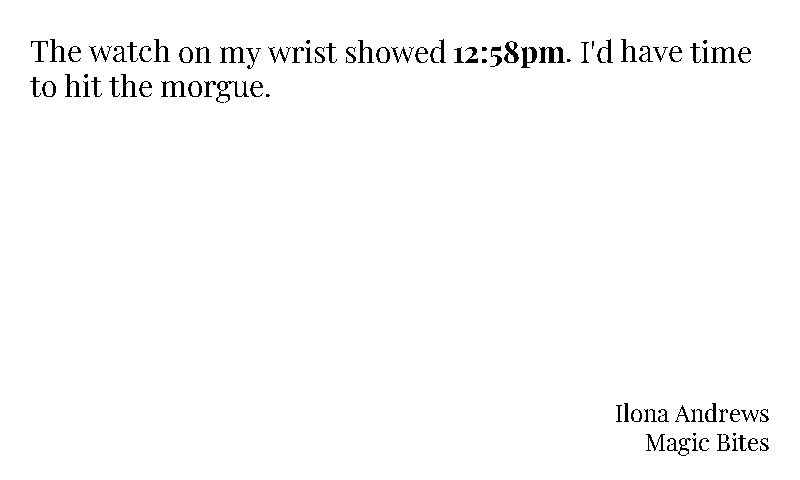 The watch on my wrist showed 12:58pm. I'd have time
to hit the morgue.
Ilona Andrews
Magic Bites